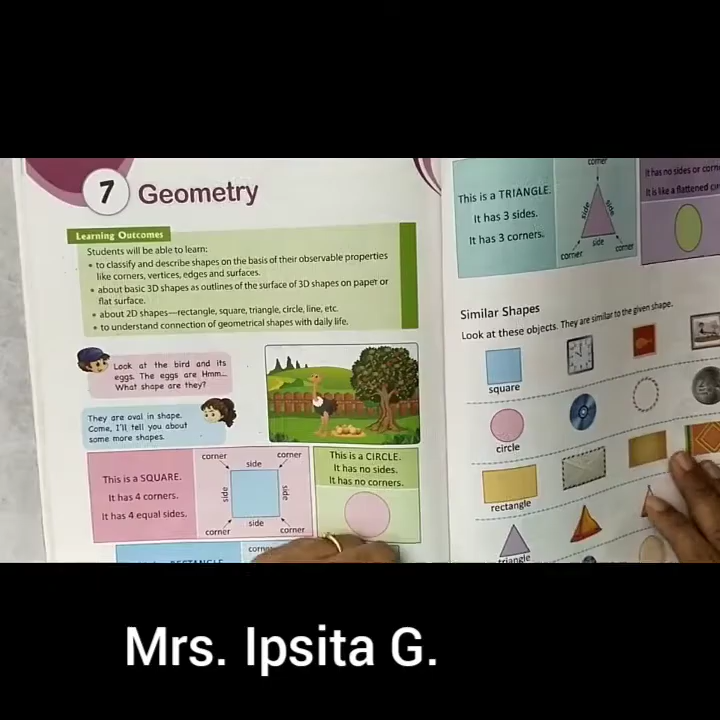 7 Geometry
Learning Outcomes
Students will be able to learn:
• to classify and describe shapes on the basis of their observable properties
like corners, vertices, edges and surfaces.
• about basic 3D shapes as outlines of the surface of 3D shapes on paper or
flat surface.
• about 2D shapes—rectangle, square, triangle, circle, line, etc.
• to understand connection of geometrical shapes with daily life.
Look at the bird and its
eggs. The eggs are Hmm...
What shape are they?
They are oval in shape.
Come, I'll tell you about
some more shapes.
This is a SQUARE.
It has 4 corners.
It has 4 equal sides.
corner
side
corner
side
side
corner
side
corner
This is a CIRCLE.
It has no sides.
It has no corners.
RECTANGLE
corner
This is a TRIANGLE.
It has 3 sides.
It has 3 corners.
corner
side
side
corner
side
corner
It has no sides or
It is like a flattened
Similar Shapes
Look at these objects. They are similar to the given shape.
square
circle
rectangle
triangle
Mrs. Ipsita G.